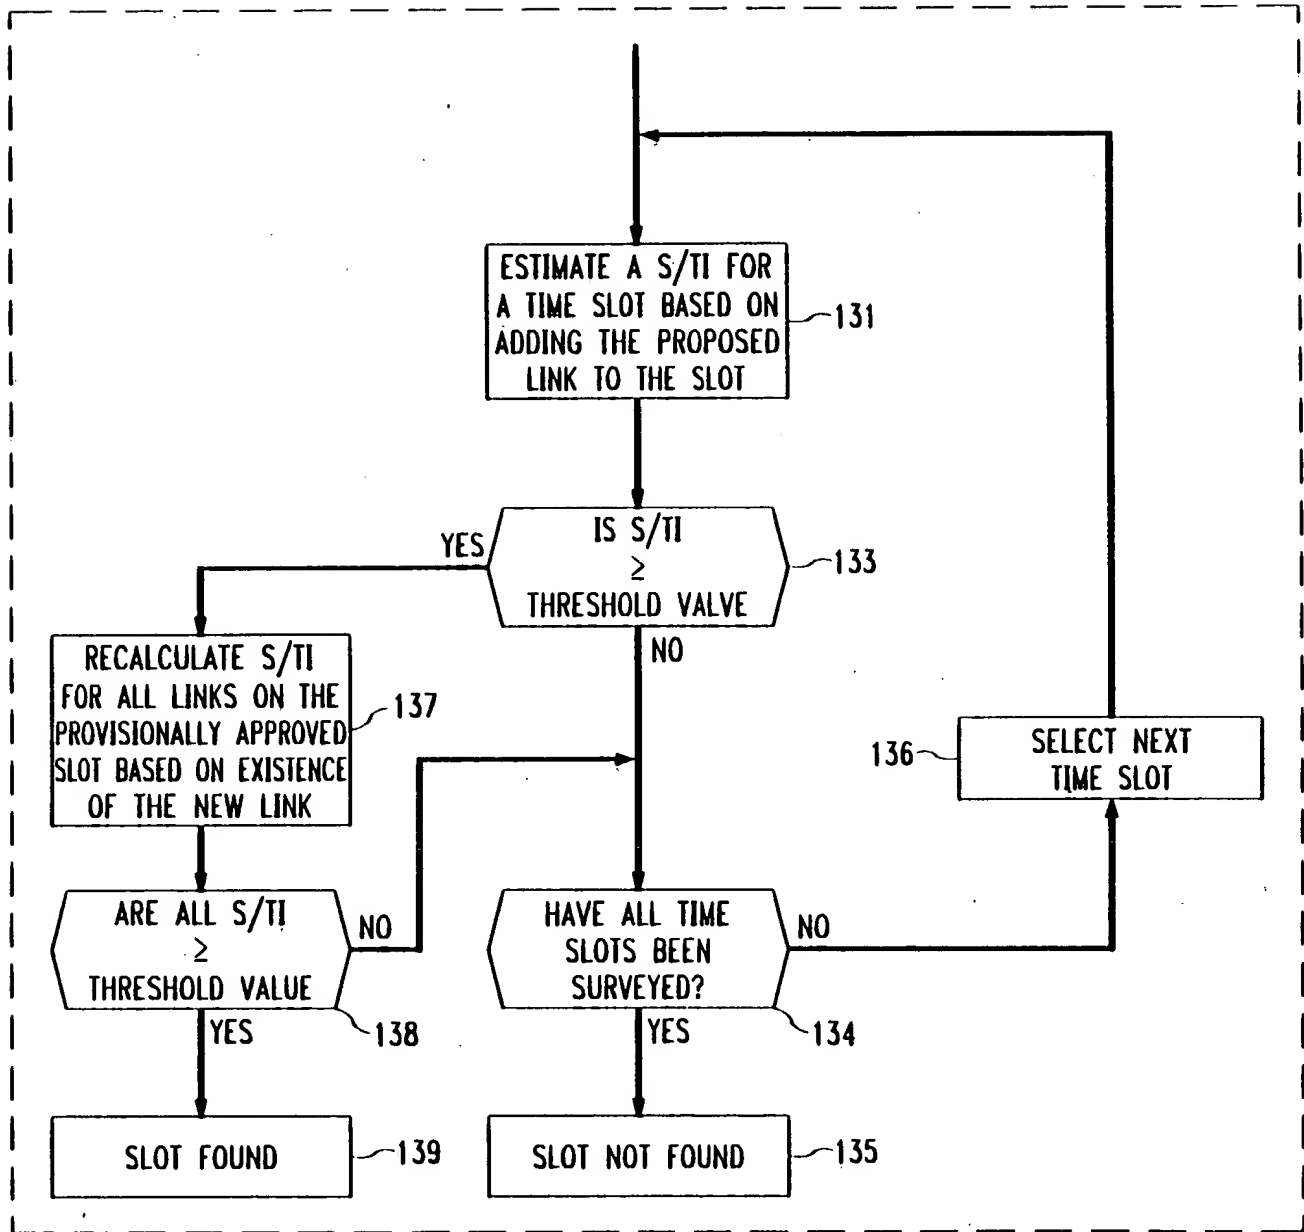 ESTIMATE A S/TI FOR
A TIME SLOT BASED ON
ADDING THE PROPOSED
LINK TO THE SLOT
131
IS S/TI
≥
THRESHOLD VALVE
133
YES
NO
RECALCULATE S/TI
FOR ALL LINKS ON THE
PROVISIONALLY APPROVED
SLOT BASED ON EXISTENCE
OF THE NEW LINK
137
136
SELECT NEXT
TIME SLOT
ARE ALL S/TI
≥
THRESHOLD VALUE
NO
138
YES
HAVE ALL TIME
SLOTS BEEN
SURVEYED?
NO
134
YES
SLOT FOUND
139
SLOT NOT FOUND
135